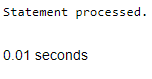 Statement processed.
0.01 seconds